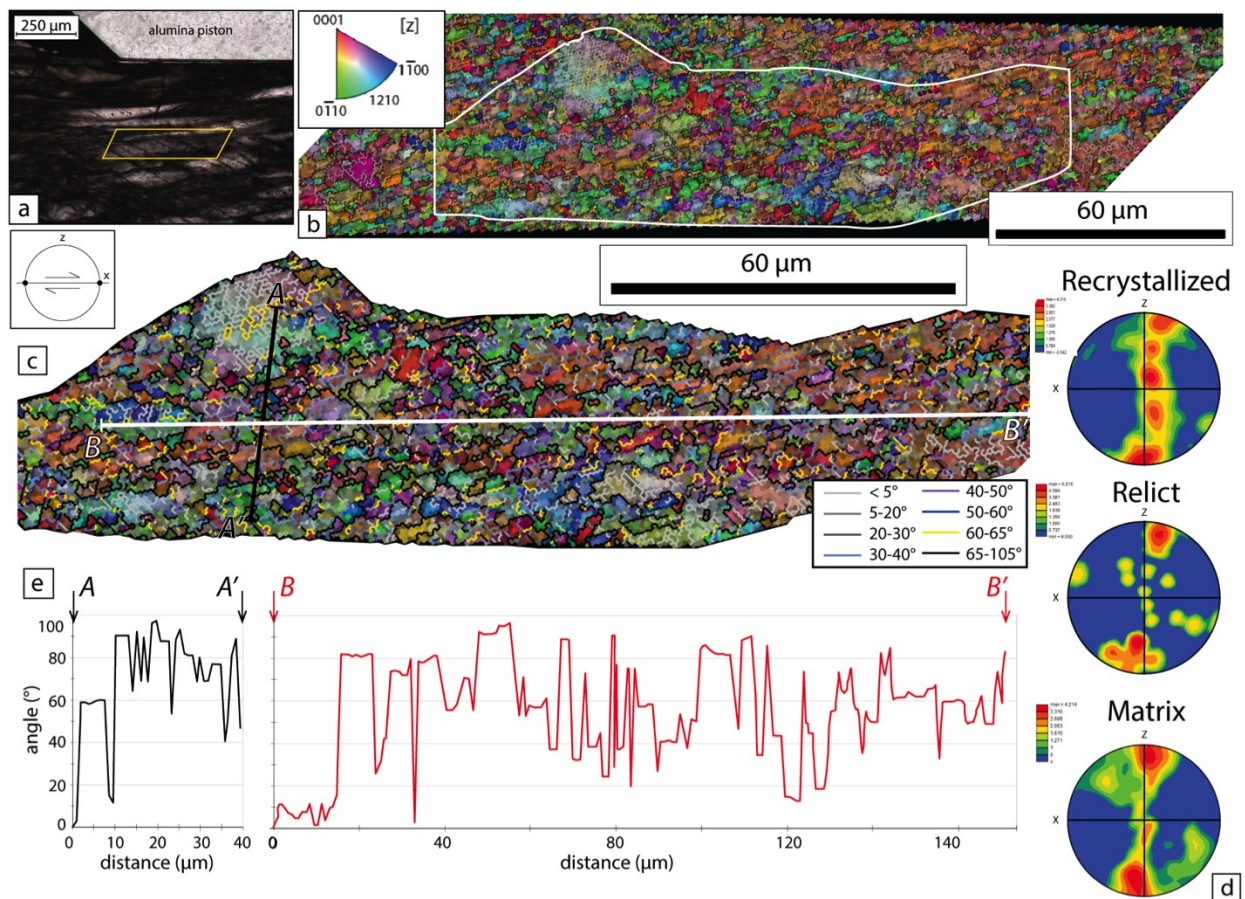 250 µm
alumina piston
a
0001
[z]
11̄00
01̄10
1210
b
60 µm
z
x
60 µm
c
A
A'
B
B'
< 5°
5-20°
20-30°
30-40°
40-50°
50-60°
60-65°
65-105°
Recrystallized
Z
X
Relict
Z
X
Matrix
Z
X
d
e
A
A'
B
B'
angle (°)
100
80
60
40
20
0
0
10
20
30
40
distance (µm)
0
40
80
120
140
distance (µm)